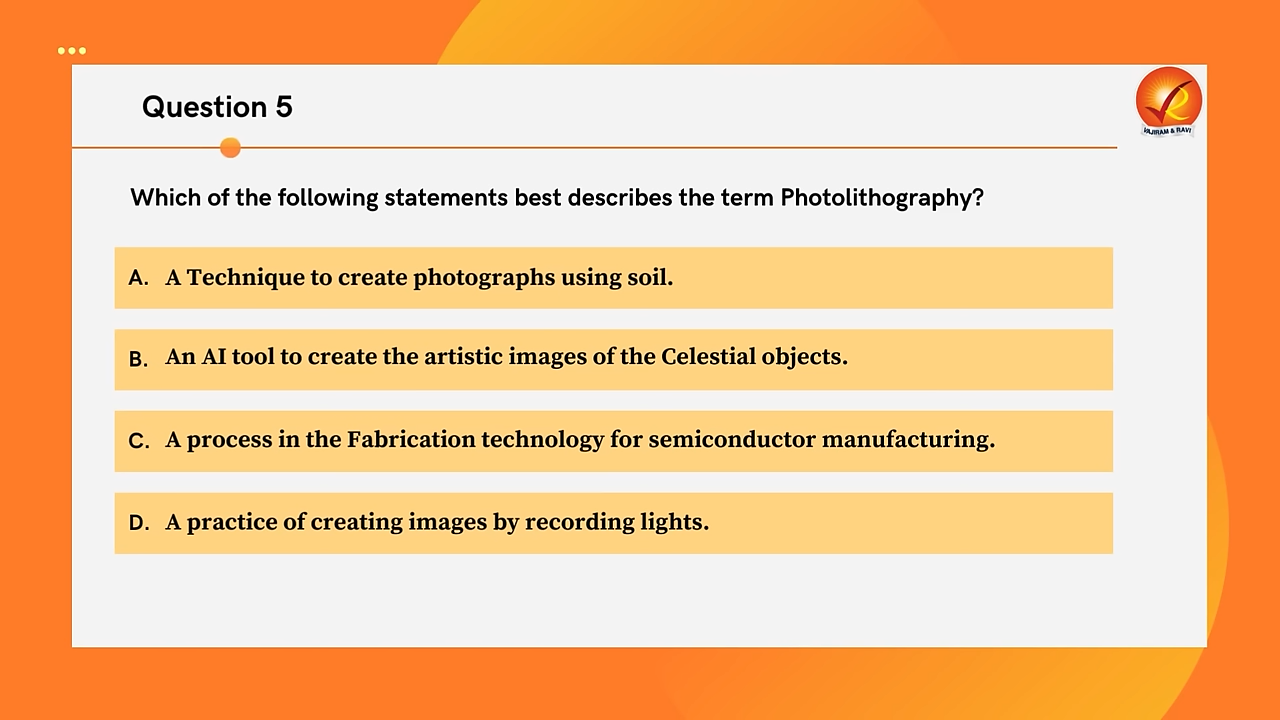 Question 5
VAJIRAM & RAVI
Which of the following statements best describes the term Photolithography?
A. A Technique to create photographs using soil.
B. An AI tool to create the artistic images of the Celestial objects.
C. A process in the Fabrication technology for semiconductor manufacturing.
D. A practice of creating images by recording lights.